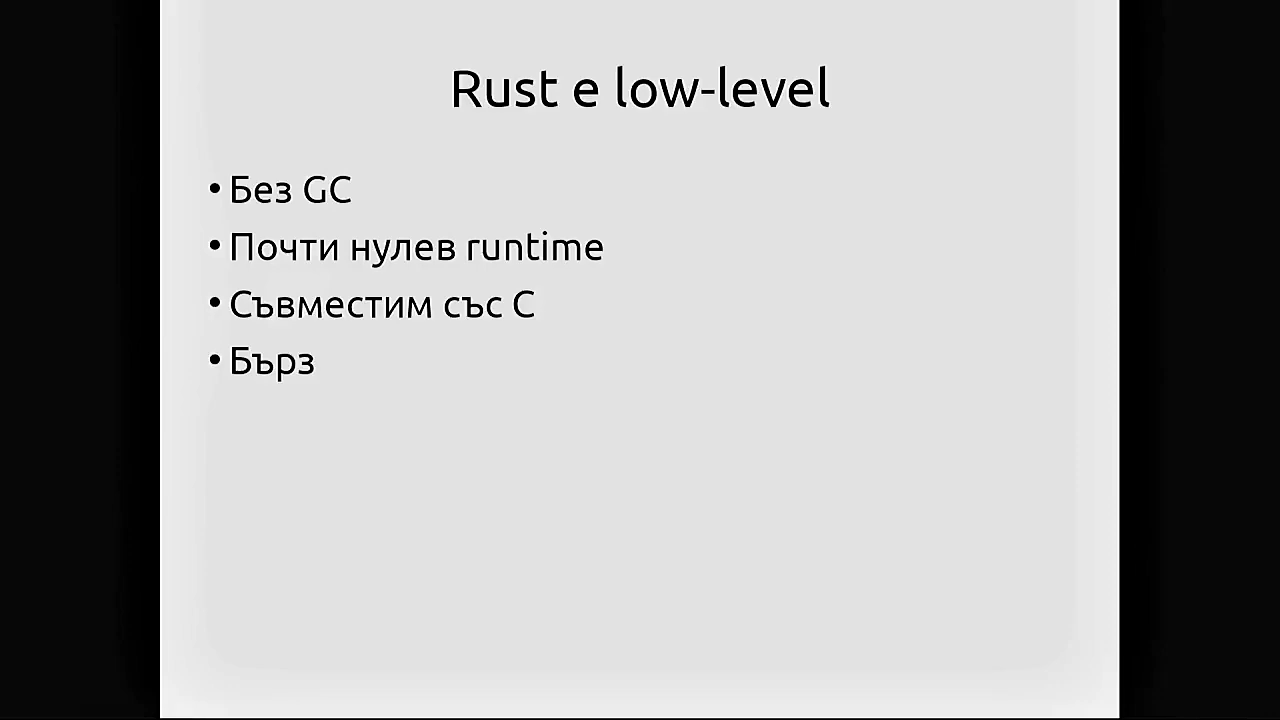 Rust е low-level
• Без GC
• Почти нулев runtime
• Съвместим със C
• Бърз